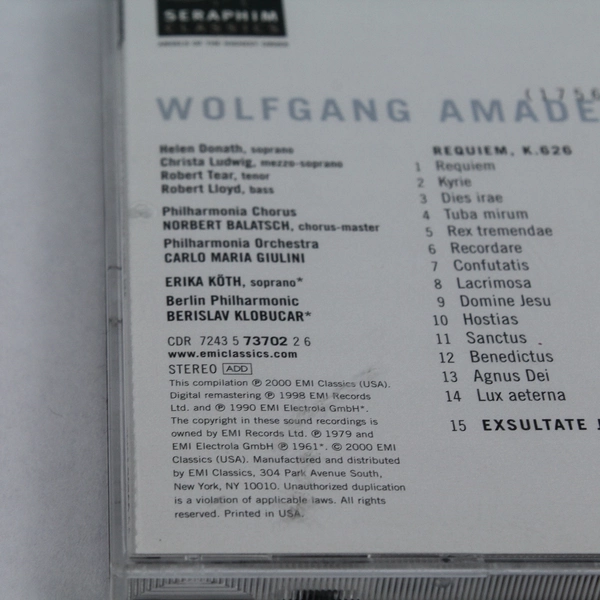 SERAPHIM
CLASSICS
WOLFGANG AMADE
(1756
Helen Donath, soprano
Christa Ludwig, mezzo-soprano
Robert Tear, tenor
Robert Lloyd, bass
Philharmonia Chorus
NORBERT BALATSCH, chorus-master
Philharmonia Orchestra
CARLO MARIA GIULINI
ERIKA KÖTH, soprano*
Berlin Philharmonic
BERISLAV KLOBUCAR*
CDR 7243 5 73702 2 6
www.emiclassics.com
STEREO ADD
This compilation ℗ 2000 EMI Classics (USA).
Digital remastering ℗ 1998 EMI Records
Ltd. and ℗ 1990 EMI Electrola GmbH*.
The copyright in these sound recordings is
owned by EMI Records Ltd. ℗ 1979 and
EMI Electrola GmbH ℗ 1961*. © 2000 EMI
Classics (USA). Manufactured and distributed
by EMI Classics, 304 Park Avenue South,
New York, NY 10010. Unauthorized duplication
is a violation of applicable laws. All rights
reserved. Printed in USA.
REQUIEM, K.626
1 Requiem
2 Kyrie
3 Dies irae
4 Tuba mirum
5 Rex tremendae
6 Recordare
7 Confutatis
8 Lacrimosa
9 Domine Jesu
10 Hostias
11 Sanctus
12 Benedictus
13 Agnus Dei
14 Lux aeterna
15 EXSULTATE J